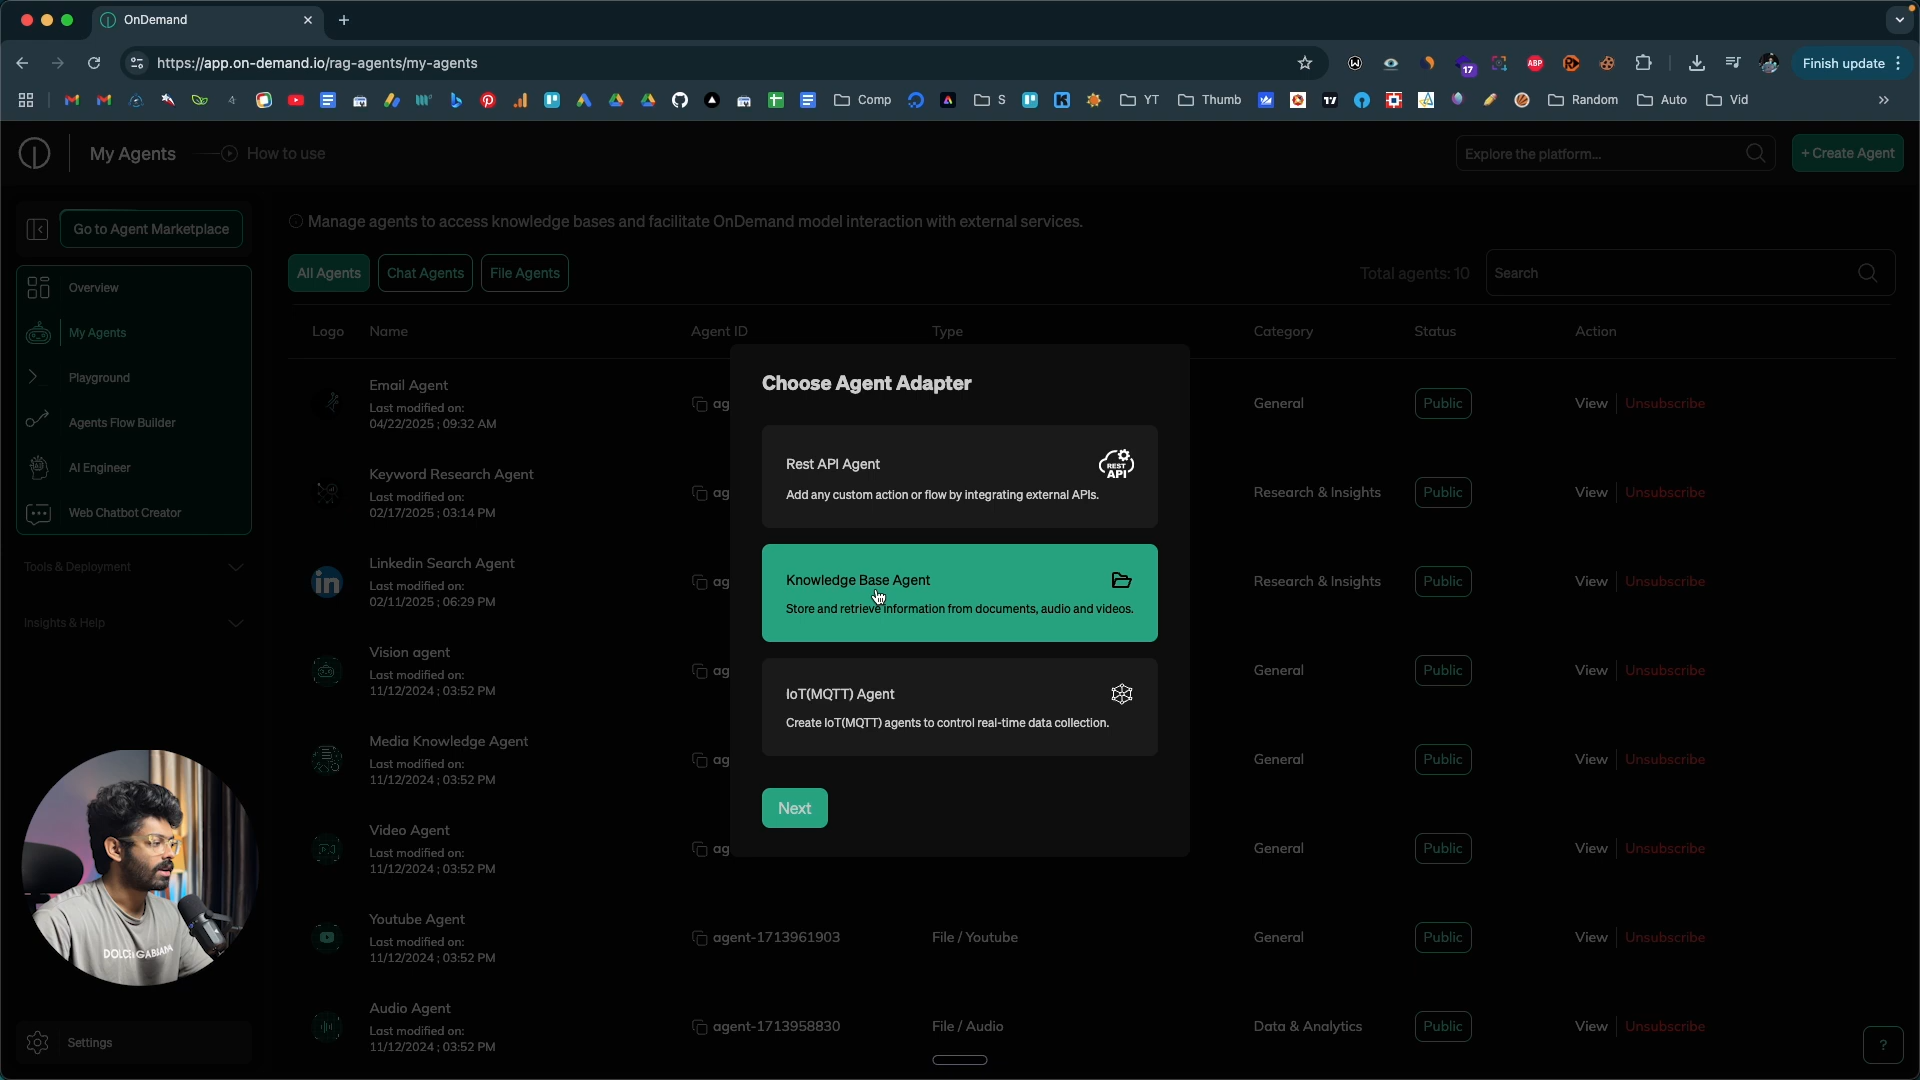 OnDemand
https://app.on-demand.io/rag-agents/my-agents
17
ABP
Finish update
Comp
S
YT
Thumb
Random
Auto
Vid
My Agents
How to use
Explore the platform...
+ Create Agent
Go to Agent Marketplace
Manage agents to access knowledge bases and facilitate OnDemand model interaction with external services.
Overview
My Agents
Playground
Agents Flow Builder
AI Engineer
Web Chatbot Creator
Tools & Deployment
Insights & Help
Settings
All Agents
Chat Agents
File Agents
Total agents: 10
Search
Logo
Name
Agent ID
Type
Category
Status
Action
Email Agent
Last modified on:
04/22/2025 ; 09:32 AM
ag
General
Public
View
Unsubscribe
Keyword Research Agent
Last modified on:
02/17/2025 ; 03:14 PM
ag
Research & Insights
Public
View
Unsubscribe
in
Linkedin Search Agent
Last modified on:
02/11/2025 ; 06:29 PM
ag
Research & Insights
Public
View
Unsubscribe
Vision agent
Last modified on:
11/12/2024 ; 03:52 PM
ag
General
Public
View
Unsubscribe
Media Knowledge Agent
Last modified on:
11/12/2024 ; 03:52 PM
ag
General
Public
View
Unsubscribe
Video Agent
Last modified on:
11/12/2024 ; 03:52 PM
ag
General
Public
View
Unsubscribe
Youtube Agent
Last modified on:
11/12/2024 ; 03:52 PM
agent-1713961903
File / Youtube
General
Public
View
Unsubscribe
Audio Agent
Last modified on:
11/12/2024 ; 03:52 PM
agent-1713958830
File / Audio
Data & Analytics
Public
View
Unsubscribe
Choose Agent Adapter
Rest API Agent
REST
API
Add any custom action or flow by integrating external APIs.
Knowledge Base Agent
Store and retrieve information from documents, audio and videos.
IoT(MQTT) Agent
Create IoT(MQTT) agents to control real-time data collection.
Next
?